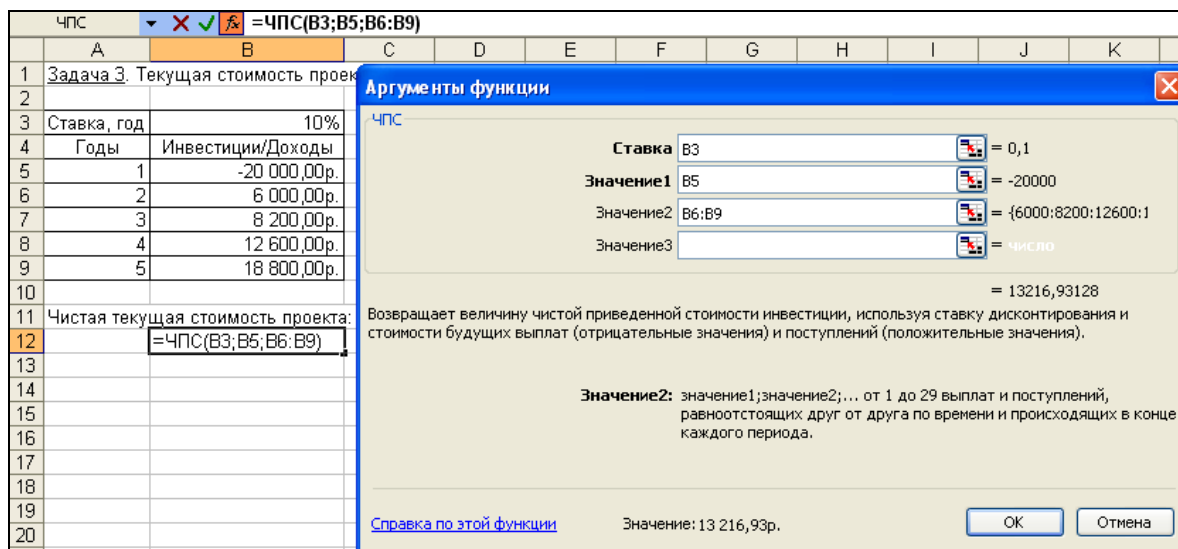 ЧПС =ЧПС(B3;B5;B6:B9)
A B C D E F G H I J K
1 Задача 3. Текущая стоимость проек
2
3 Ставка, год 10%
4 Годы Инвестиции/Доходы
5 1 -20 000,00р.
6 2 6 000,00р.
7 3 8 200,00р.
8 4 12 600,00р.
9 5 18 800,00р.
10
11 Чистая текущая стоимость проекта:
12 =ЧПС(B3;B5;B6:B9)
13
14
15
16
17
18
19
20
Аргументы функции
ЧПС
Ставка B3 = 0,1
Значение1 B5 = -20000
Значение2 B6:B9 = {6000:8200:12600:1
Значение3 = число
= 13216,93128
Возвращает величину чистой приведенной стоимости инвестиции, используя ставку дисконтирования и
стоимости будущих выплат (отрицательные значения) и поступлений (положительные значения).
Значение2: значение1;значение2;... от 1 до 29 выплат и поступлений,
равноотстоящих друг от друга по времени и происходящих в конце
каждого периода.
Справка по этой функции Значение:13 216,93р. ОК Отмена